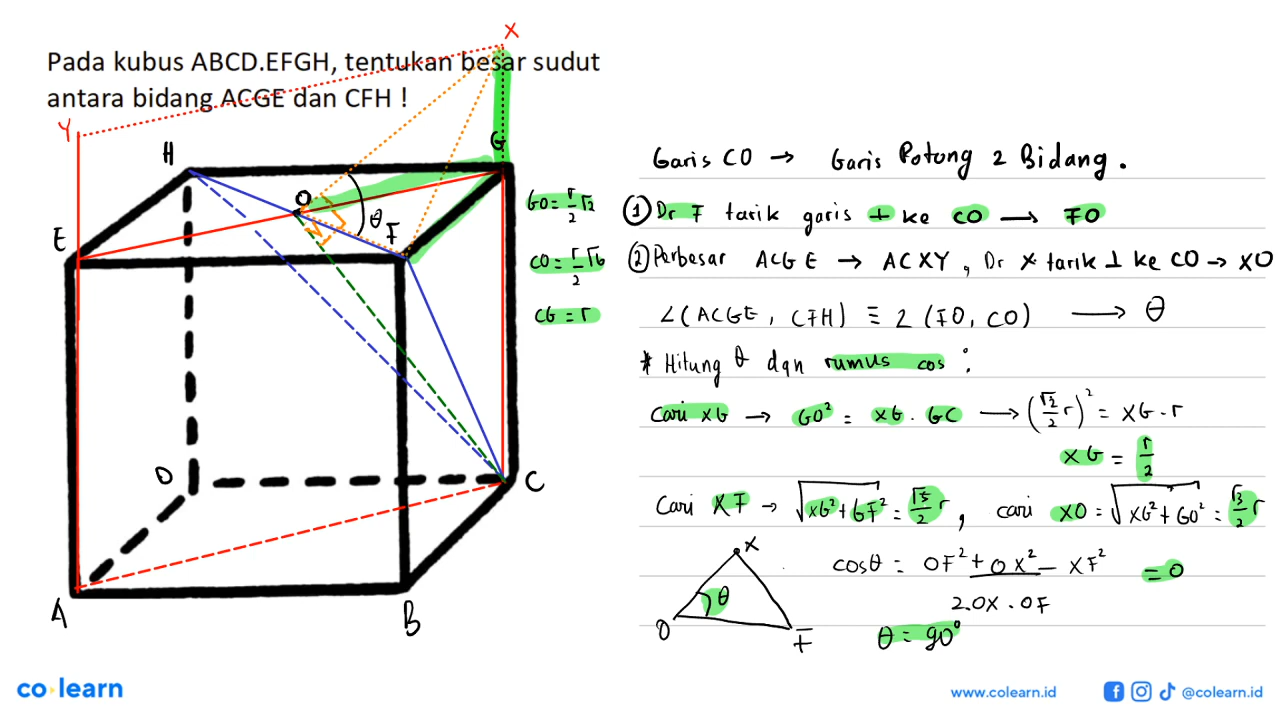 Pada kubus ABCD.EFGH, tentukan besar sudut
antara bidang ACGE dan CFH !
X
Y
H
G
O
θ
F
E
D
C
A
B
GO = r/2 √2
CO = r/2 √6
CG = r
Garis CO → Garis Potong 2 Bidang.
① Dr F tarik garis ⊥ ke CO → FO
② Perbesar ACGE → ACXY, Dr X tarik ⊥ ke CO → XO
∠(ACGE, CFH) ≡ ∠(FO, CO) → θ
* Hitung θ dgn rumus cos :
Cari XG → GO² = XG . GC → (√2/2 r)² = XG . r
XG = r/2
Cari XF → √XG² + GF² = √5/2 r, cari XO = √XG² + GO² = √3/2 r
cosθ = OF² + OX² - XF² / 2.OX.OF = 0
θ = 90°
X
θ
O
F
co learn
www.colearn.id
@colearn.id